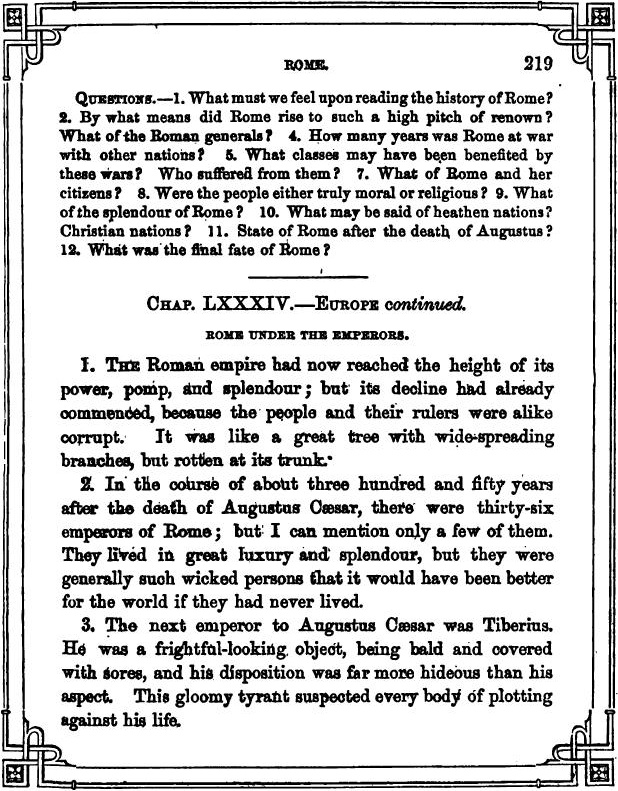 ROME.
219
QUESTIONS.—1. What must we feel upon reading the history of Rome?
2. By what means did Rome rise to such a high pitch of renown?
What of the Roman generals? 4. How many years was Rome at war
with other nations? 5. What classes may have been benefited by
these wars? Who suffered from them? 7. What of Rome and her
citizens? 8. Were the people either truly moral or religious? 9. What
of the splendour of Rome? 10. What may be said of heathen nations?
Christian nations? 11. State of Rome after the death of Augustus?
12. What was the final fate of Rome?
CHAP. LXXXIV.—EUROPE continued.
ROME UNDER THE EMPERORS.
1. THE Roman empire had now reached the height of its
power, pomp, and splendour; but its decline had already
commenced, because the people and their rulers were alike
corrupt. It was like a great tree with wide-spreading
branches, but rotten at its trunk.
2. In the course of about three hundred and fifty years
after the death of Augustus Cæsar, there were thirty-six
emperors of Rome; but I can mention only a few of them.
They lived in great luxury and splendour, but they were
generally such wicked persons that it would have been better
for the world if they had never lived.
3. The next emperor to Augustus Cæsar was Tiberius.
He was a frightful-looking object, being bald and covered
with sores, and his disposition was far more hideous than his
aspect. This gloomy tyrant suspected every body of plotting
against his life.